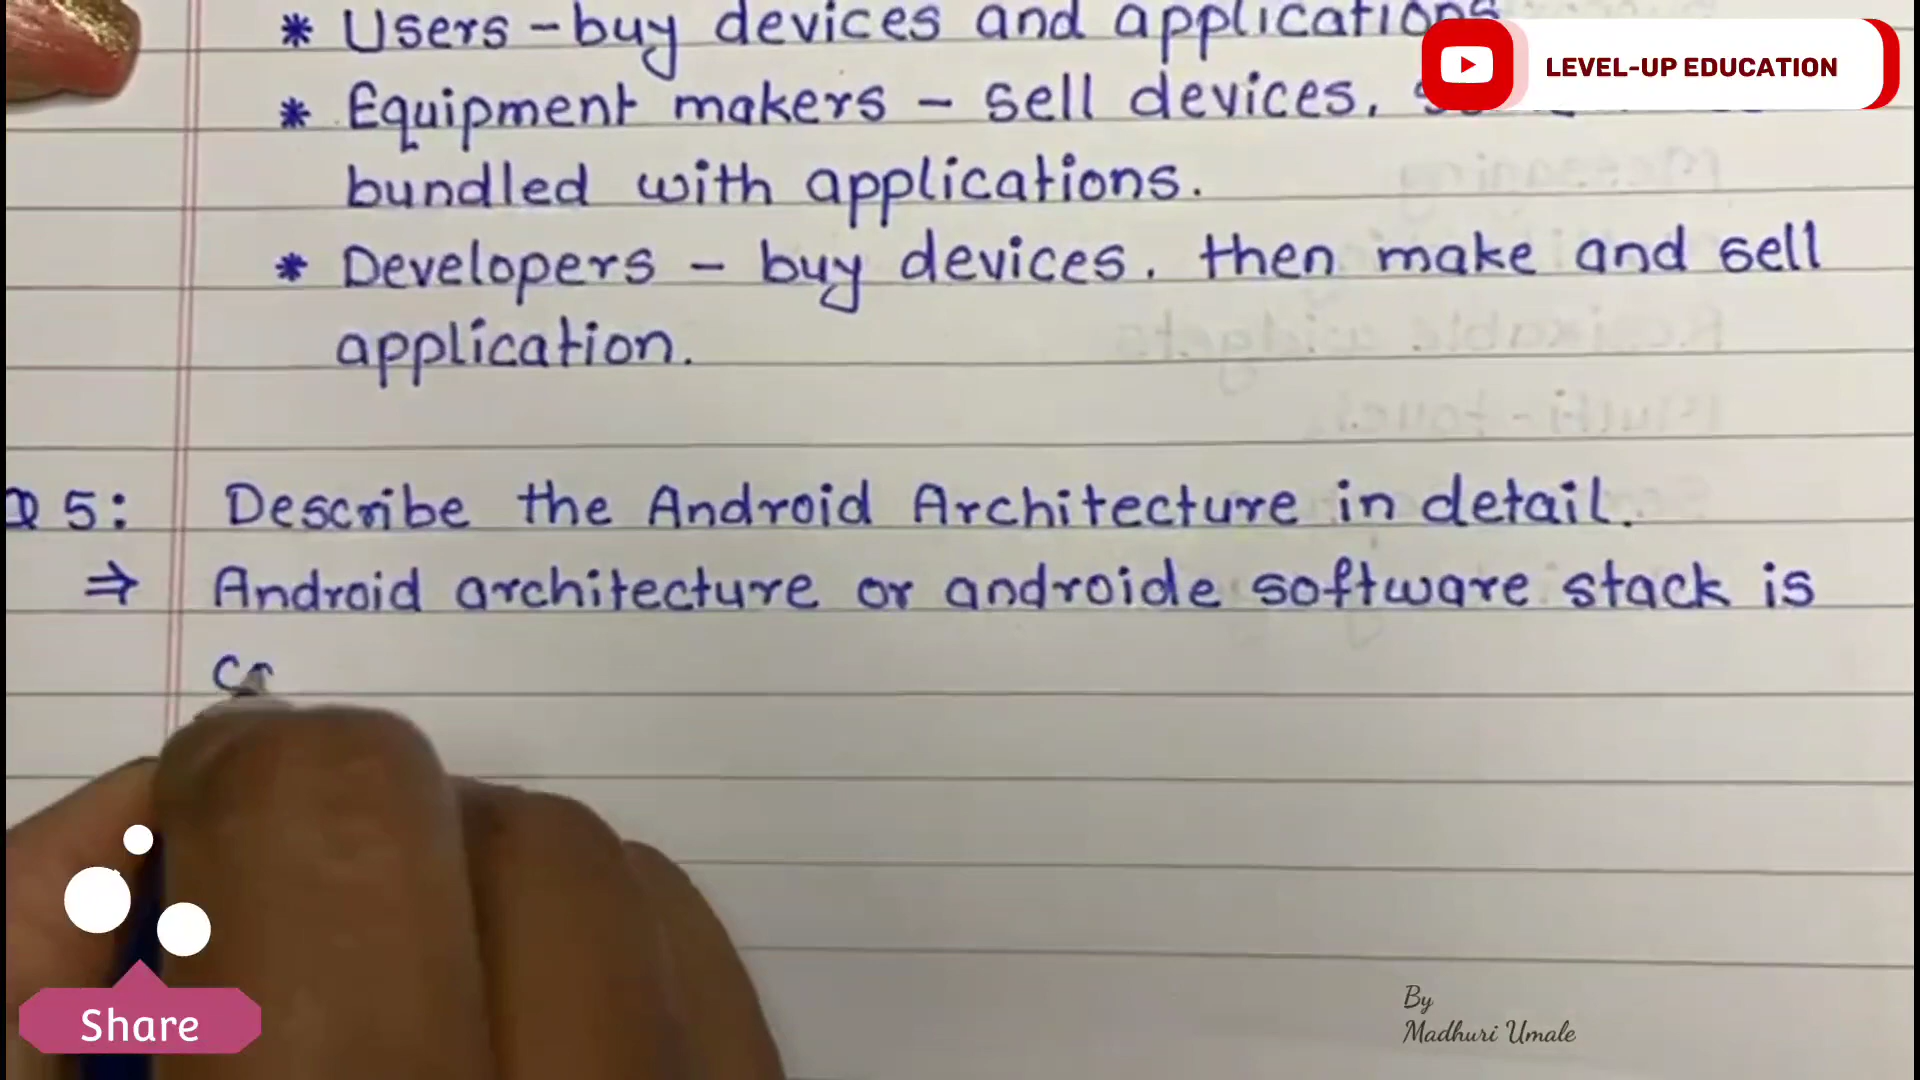 * Users - buy devices and applications
LEVEL-UP EDUCATION
* Equipment makers - sell devices,
bundled with applications.
* Developers - buy devices. then make and sell
application.
Q 5: Describe the Android Architecture in detail.
⇒ Android architecture or androide software stack is
Share
By
Madhuri Umale